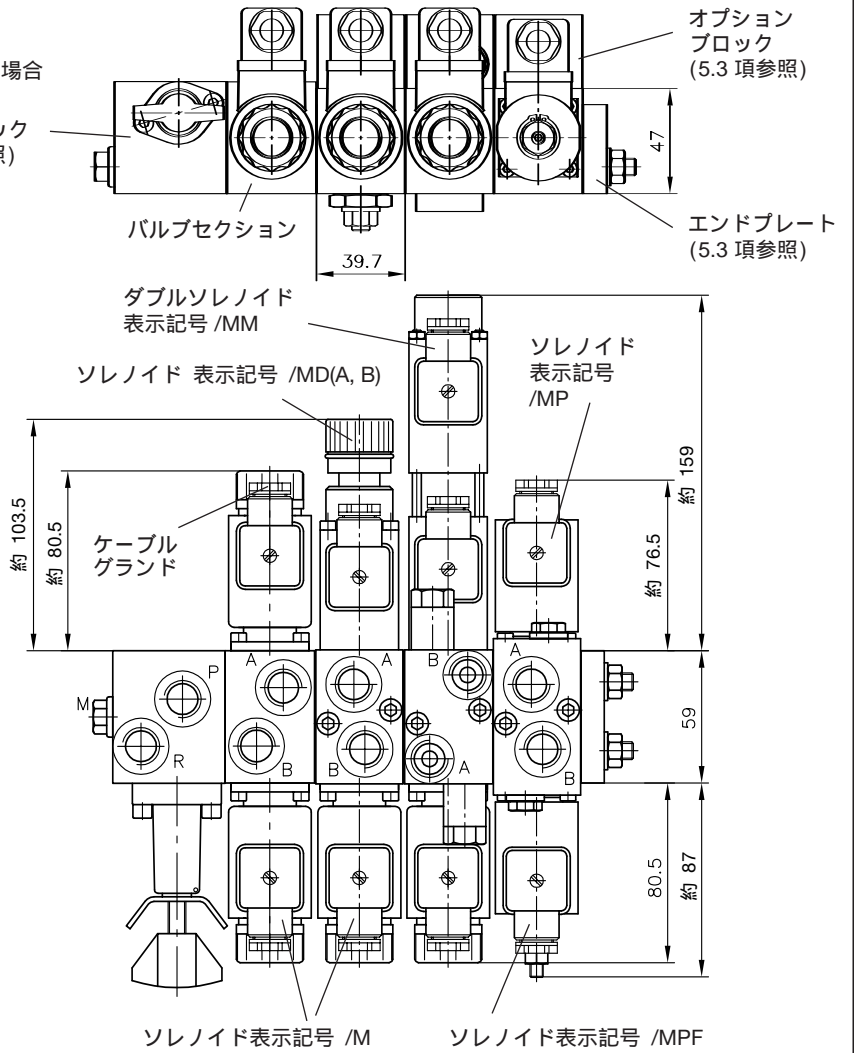 オプション
ブロック
(5.3 項参照)
場合
ック
照)
47
バルブセクション
エンドプレート
(5.3 項参照)
39.7
ダブルソレノイド
表示記号 /MM
ソレノイド
表示記号
/MP
ソレノイド 表示記号 /MD(A, B)
約 103.5
約 80.5
ケーブル
グランド
約 159
約 76.5
P
A
A
B
A
M
R
B
B
A
B
59
80.5
約 87
ソレノイド表示記号 /M
ソレノイド表示記号 /MPF